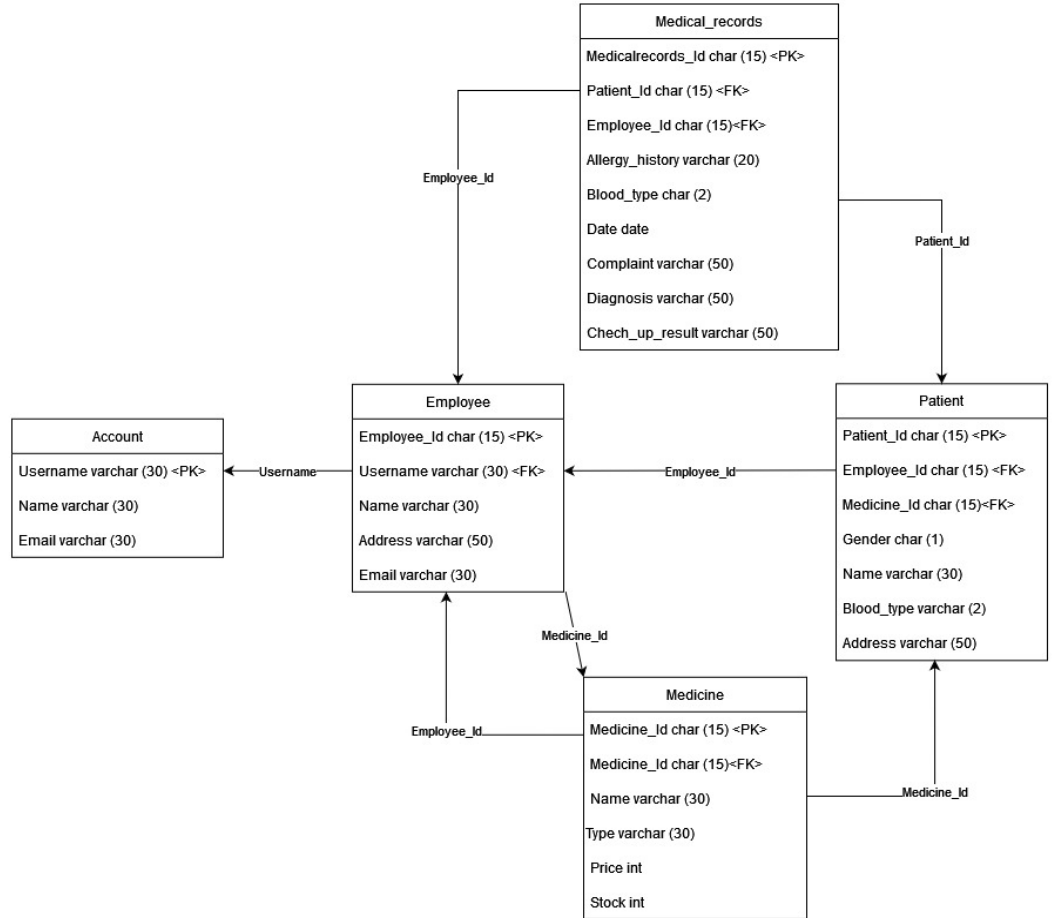 Medical_records
Medicalrecords_Id char (15) <PK>
Patient_Id char (15) <FK>
Employee_Id char (15)<FK>
Allergy_history varchar (20)
Blood_type char (2)
Date date
Complaint varchar (50)
Diagnosis varchar (50)
Chech_up_result varchar (50)
Employee_Id
Patient_Id
Account
Username varchar (30) <PK>
Name varchar (30)
Email varchar (30)
Username
Employee
Employee_Id char (15) <PK>
Username varchar (30) <FK>
Name varchar (30)
Address varchar (50)
Email varchar (30)
Employee_Id
Patient
Patient_Id char (15) <PK>
Employee_Id char (15) <FK>
Medicine_Id char (15)<FK>
Gender char (1)
Name varchar (30)
Blood_type varchar (2)
Address varchar (50)
Medicine_Id
Employee_Id
Medicine
Medicine_Id char (15) <PK>
Medicine_Id char (15)<FK>
Name varchar (30)
Type varchar (30)
Price int
Stock int
Medicine_Id